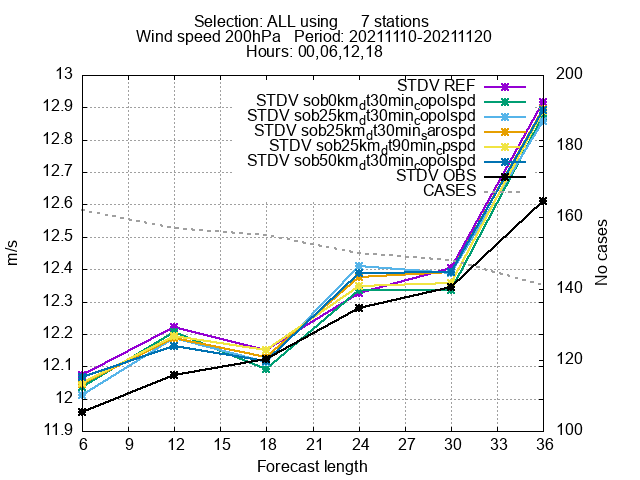 Selection: ALL using 7 stations
Wind speed 200hPa Period: 20211110-20211120
Hours: 00,06,12,18
STDV REF
STDV sob0km_dt30min_copolspd
STDV sob25km_dt30min_copolspd
STDV sob25km_dt30min_sarospd
STDV sob25km_dt90min_cpspd
STDV sob50km_dt30min_copolspd
STDV OBS
CASES
13
12.9
12.8
12.7
12.6
12.5
12.4
12.3
12.2
12.1
12
11.9
m/s
200
180
160
140
120
100
No cases
6 9 12 15 18 21 24 27 30 33 36
Forecast length